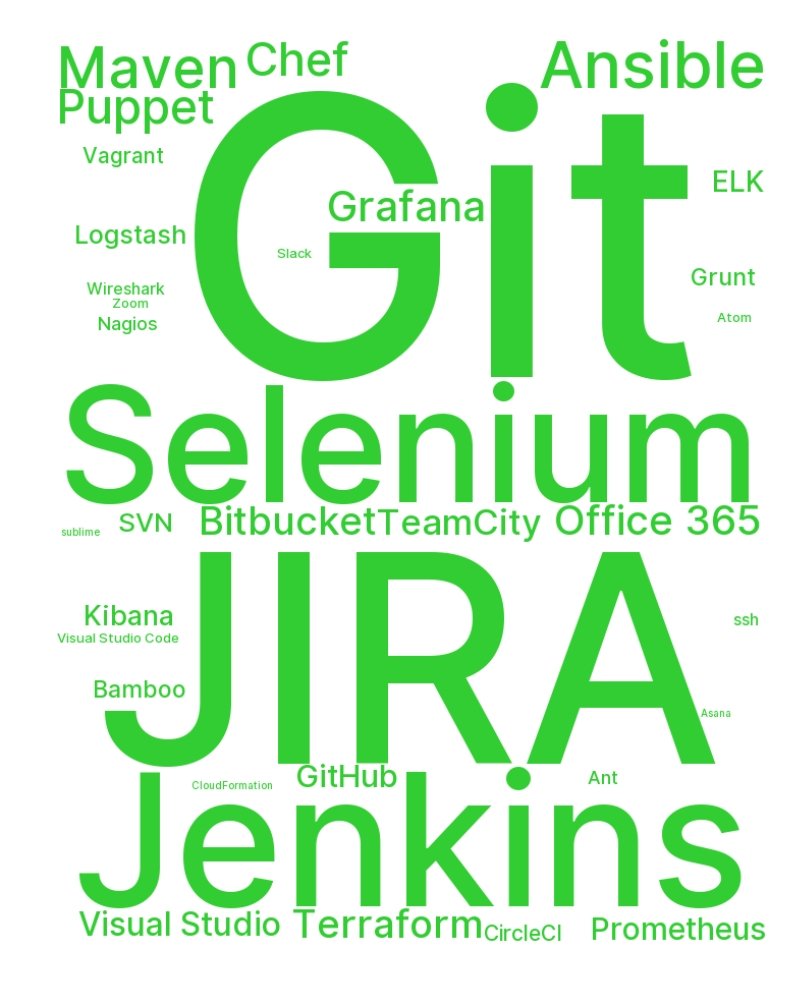 Maven
Chef
Ansible
Puppet
Git
Vagrant
ELK
Grafana
Logstash
Slack
Grunt
Wireshark
Zoom
Nagios
Atom
Selenium
sublime
SVN
Bitbucket
TeamCity
Office 365
JIRA
Kibana
ssh
Visual Studio Code
Bamboo
Asana
CloudFormation
GitHub
Ant
Jenkins
Visual Studio
Terraform
CircleCI
Prometheus